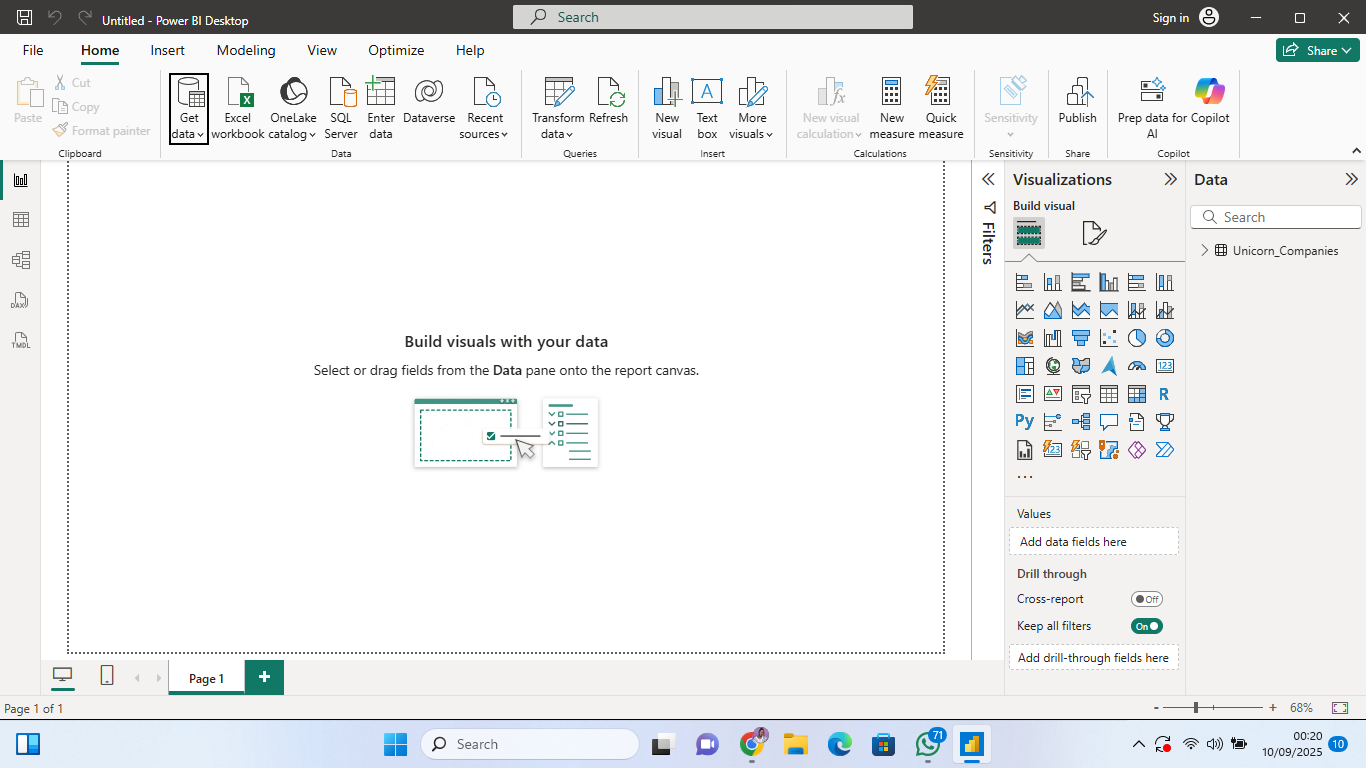 Untitled - Power BI Desktop
Search
Sign in
File
Home
Insert
Modeling
View
Optimize
Help
Share
Paste
Cut
Copy
Format painter
Clipboard
Get data
Excel workbook
OneLake catalog
SQL Server
Enter data
Dataverse
Recent sources
Data
Transform data
Refresh
Queries
New visual
Text box
More visuals
Insert
New visual calculation
New measure
Quick measure
Calculations
Sensitivity
Sensitivity
Publish
Share
Prep data for AI
Copilot
Copilot
DAX
TMDL
Build visuals with your data
Select or drag fields from the Data pane onto the report canvas.
Filters
Visualizations
Build visual
123
R
Py
123
...
Values
Add data fields here
Drill through
Cross-report
Off
Keep all filters
On
Add drill-through fields here
Data
Search
Unicorn_Companies
Page 1
+
Page 1 of 1
- + 68%
Search
71
00:20
10/09/2025
10